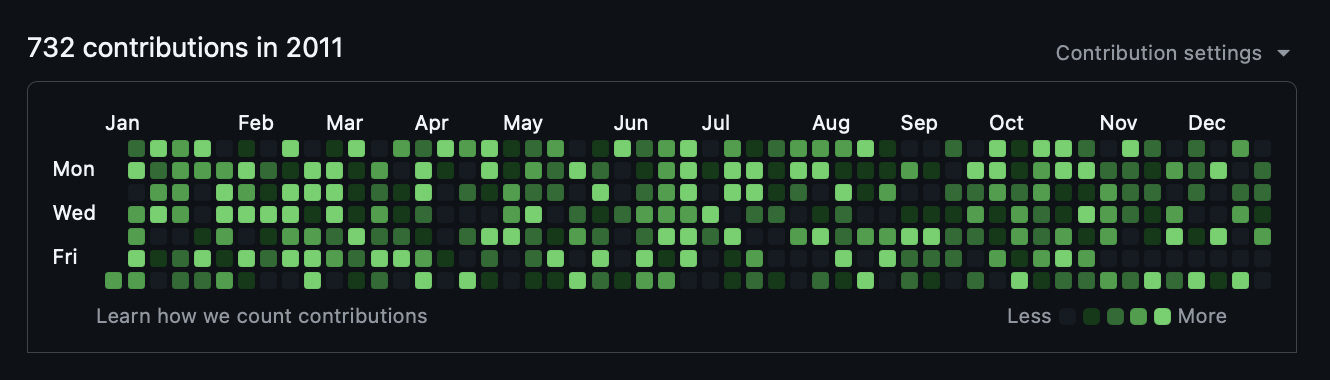 732 contributions in 2011
Contribution settings
Jan Feb Mar Apr May Jun Jul Aug Sep Oct Nov Dec
Mon
Wed
Fri
Learn how we count contributions
Less More